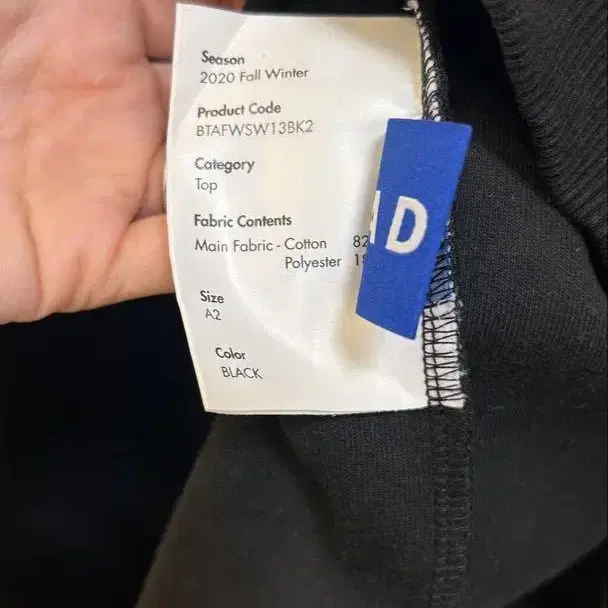 Season
2020 Fall Winter
Product Code
BTAFWSW13BK2
Category
Top
Fabric Contents
Main Fabric - Cotton 82
Polyester 18
Size
A2
Color
BLACK
D